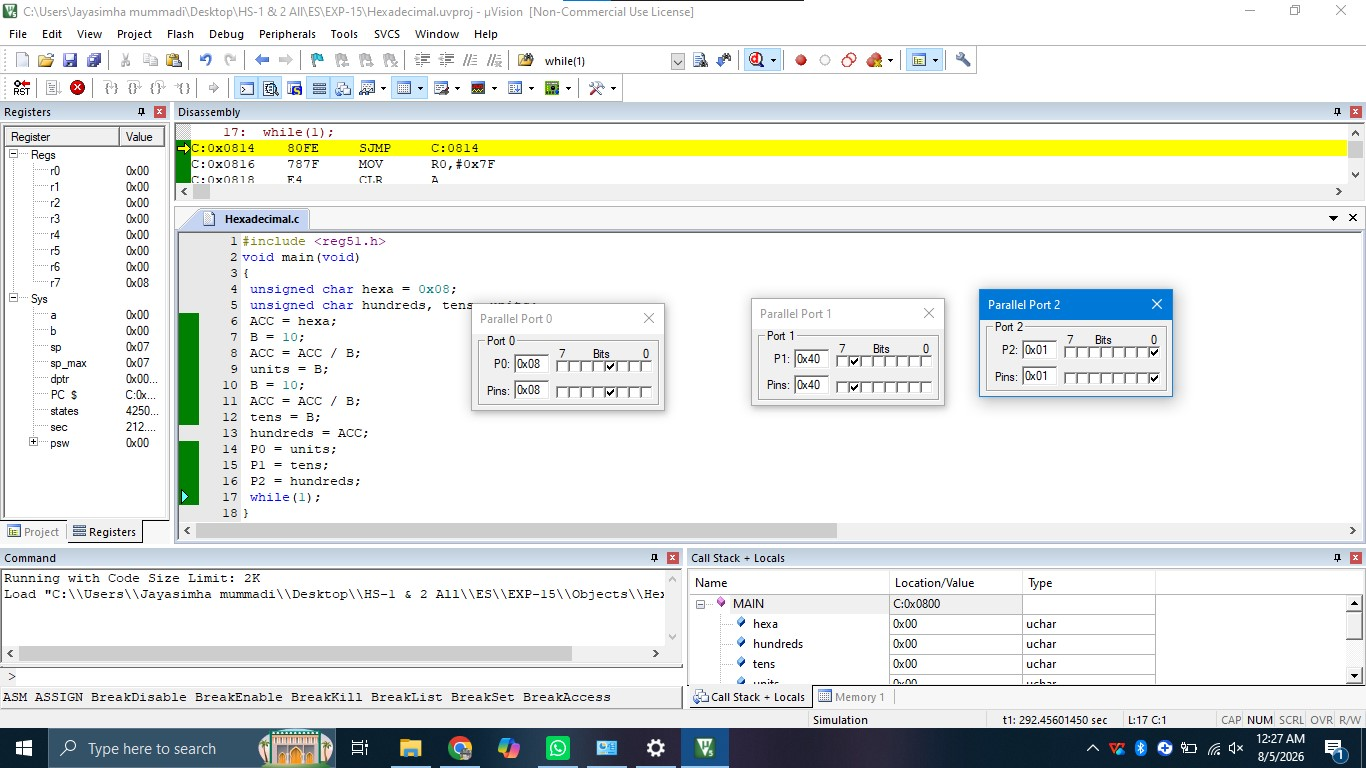 C:\Users\Jayasimha mummadi\Desktop\HS-1 & 2 All\ES\EXP-15\Hexadecimal.uvproj - µVision [Non-Commercial Use License]
File Edit View Project Flash Debug Peripherals Tools SVCS Window Help
while(1)
RST
Registers
Register Value
Regs
r0 0x00
r1 0x00
r2 0x00
r3 0x00
r4 0x00
r5 0x00
r6 0x00
r7 0x08
Sys
a 0x00
b 0x00
sp 0x07
sp_max 0x07
dptr 0x00...
PC $ C:0x...
states 4250...
sec 212....
psw 0x00
Project Registers
Disassembly
17: while(1);
C:0x0814 80FE SJMP C:0814
C:0x0816 787F MOV R0,#0x7F
C:0x0818 E4 CLR A
Hexadecimal.c
1 #include <reg51.h>
2 void main(void)
3 {
4 unsigned char hexa = 0x08;
5 unsigned char hundreds, tens,
6 ACC = hexa;
7 B = 10;
8 ACC = ACC / B;
9 units = B;
10 B = 10;
11 ACC = ACC / B;
12 tens = B;
13 hundreds = ACC;
14 P0 = units;
15 P1 = tens;
16 P2 = hundreds;
17 while(1);
18 }
Parallel Port 0
Port 0
7 Bits 0
P0: 0x08
Pins: 0x08
Parallel Port 1
Port 1
7 Bits 0
P1: 0x40
Pins: 0x40
Parallel Port 2
Port 2
7 Bits 0
P2: 0x01
Pins: 0x01
Command
Running with Code Size Limit: 2K
Load "C:\\Users\\Jayasimha mummadi\\Desktop\\HS-1 & 2 All\\ES\\EXP-15\\Objects\\Hex
>
ASM ASSIGN BreakDisable BreakEnable BreakKill BreakList BreakSet BreakAccess
Call Stack + Locals
Name Location/Value Type
MAIN C:0x0800
hexa 0x00 uchar
hundreds 0x00 uchar
tens 0x00 uchar
units 0x00 uchar
Call Stack + Locals Memory 1
Simulation t1: 292.45601450 sec L:17 C:1 CAP NUM SCRL OVR R/W
Type here to search
12:27 AM
8/5/2026
1